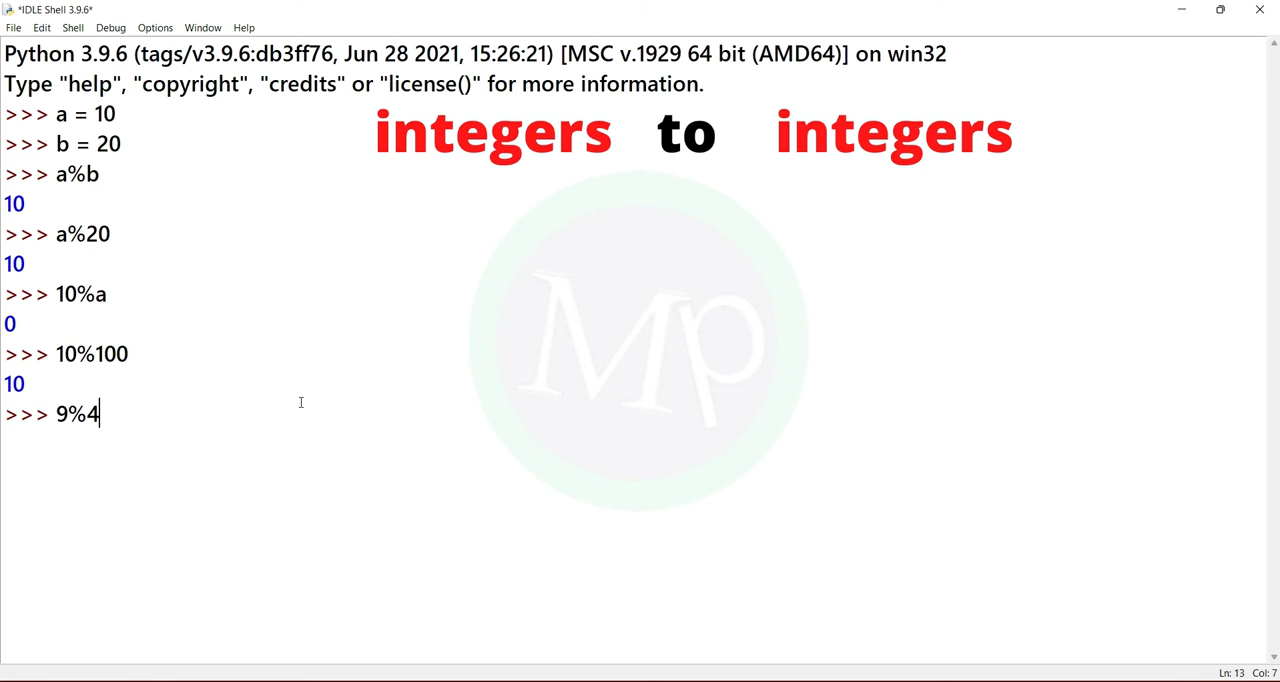 *IDLE Shell 3.9.6*
File Edit Shell Debug Options Window Help
Python 3.9.6 (tags/v3.9.6:db3ff76, Jun 28 2021, 15:26:21) [MSC v.1929 64 bit (AMD64)] on win32
Type "help", "copyright", "credits" or "license()" for more information.
>>> a = 10
integers to integers
>>> b = 20
>>> a%b
10
>>> a%20
10
>>> 10%a
0
>>> 10%100
10
>>> 9%4
Mp
Ln: 13 Col: 7